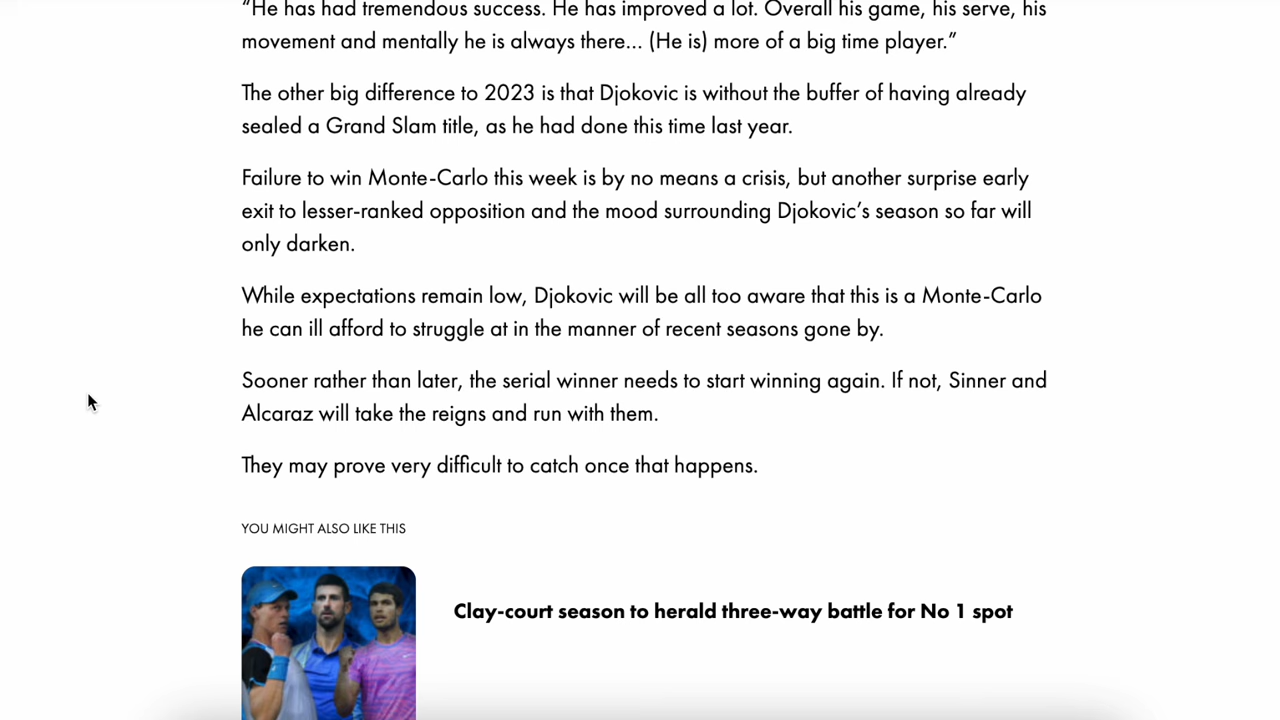 “He has had tremendous success. He has improved a lot. Overall his game, his serve, his
movement and mentally he is always there… (He is) more of a big time player.”
The other big difference to 2023 is that Djokovic is without the buffer of having already
sealed a Grand Slam title, as he had done this time last year.
Failure to win Monte-Carlo this week is by no means a crisis, but another surprise early
exit to lesser-ranked opposition and the mood surrounding Djokovic’s season so far will
only darken.
While expectations remain low, Djokovic will be all too aware that this is a Monte-Carlo
he can ill afford to struggle at in the manner of recent seasons gone by.
Sooner rather than later, the serial winner needs to start winning again. If not, Sinner and
Alcaraz will take the reigns and run with them.
They may prove very difficult to catch once that happens.
YOU MIGHT ALSO LIKE THIS
Clay-court season to herald three-way battle for No 1 spot